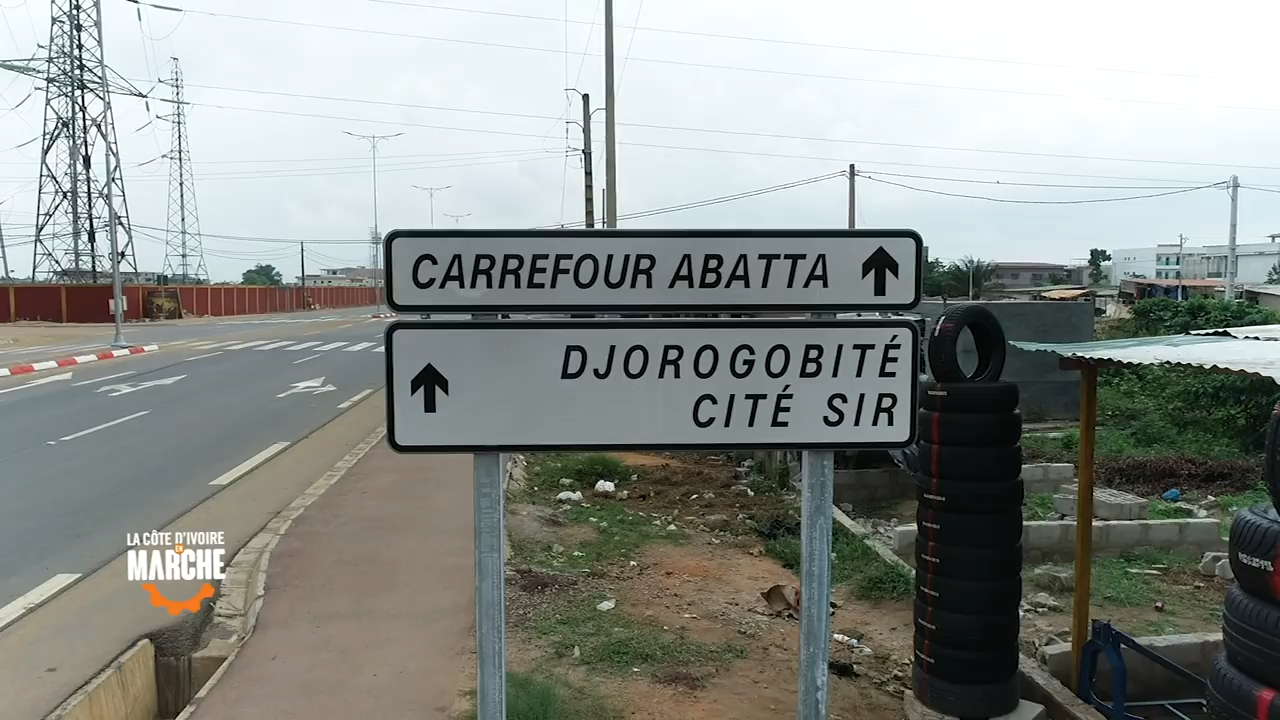 CARREFOUR ABATTA
DJOROGOBITÉ
CITÉ SIR
LA CÔTE D'IVOIRE
EN
MARCHE